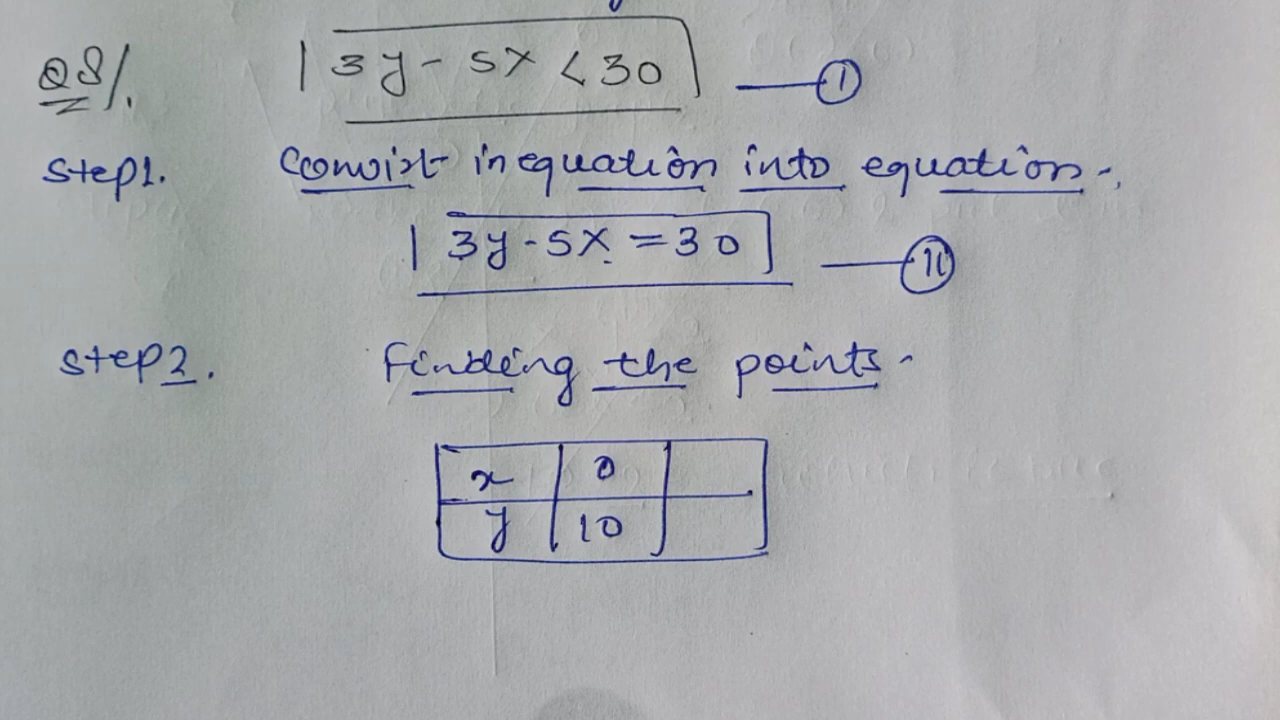 Q8/. 3y - 5x < 30 — I
Step1. Convirt inequation into equation.
3y - 5x = 30 — II
Step2. Finding the points.
x 0
y 10